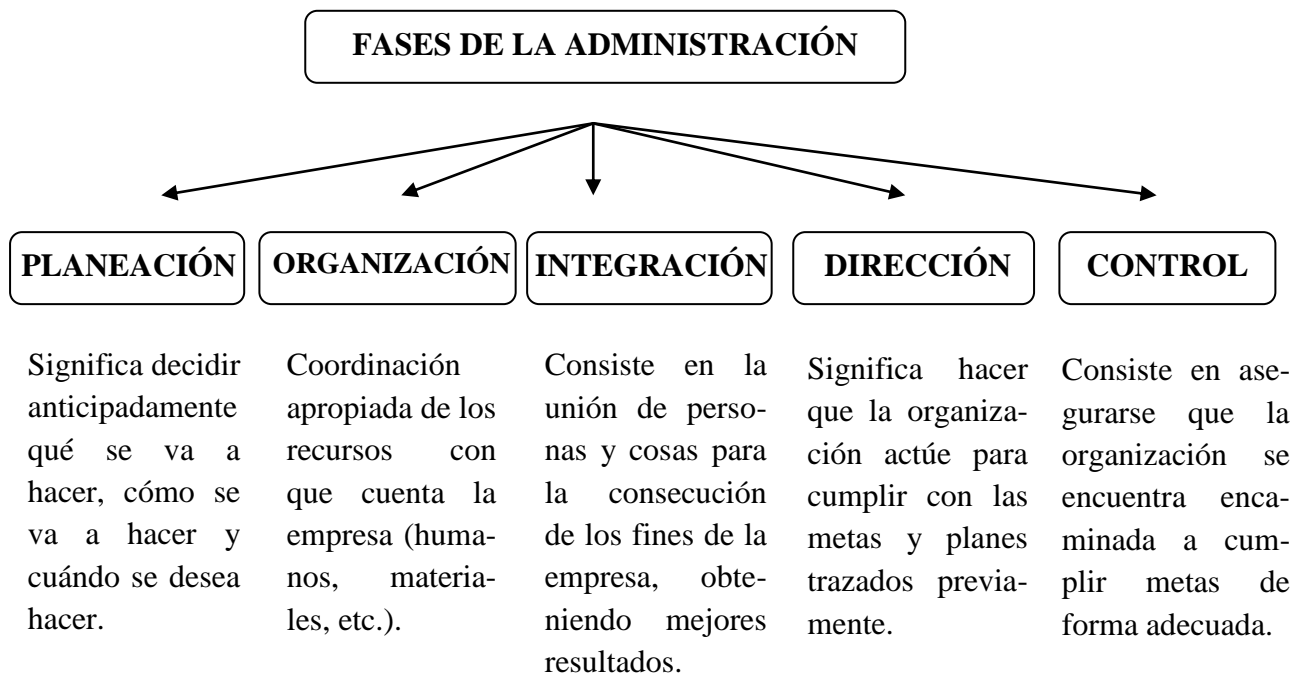 FASES DE LA ADMINISTRACIÓN
PLANEACIÓN
Significa decidir
anticipadamente
qué se va a
hacer, cómo se
va a hacer y
cuándo se desea
hacer.
ORGANIZACIÓN
Coordinación
apropiada de los
recursos con
que cuenta la
empresa (huma-
nos, materia-
les, etc.).
INTEGRACIÓN
Consiste en la
unión de perso-
nas y cosas para
la consecución
de los fines de la
empresa, obte-
niendo mejores
resultados.
DIRECCIÓN
Significa hacer
que la organiza-
ción actúe para
cumplir con las
metas y planes
trazados previa-
mente.
CONTROL
Consiste en ase-
gurarse que la
organización se
encuentra enca-
minada a cum-
plir metas de
forma adecuada.